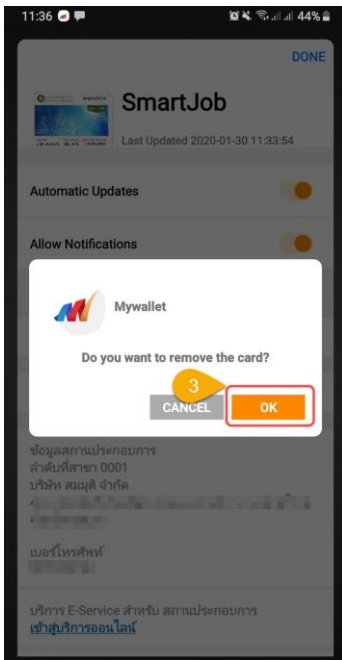 11:36
44%
DONE
SmartJob
Last Updated 2020-01-30 11:33:54
Automatic Updates
Allow Notifications
Mywallet
Do you want to remove the card?
3
CANCEL
OK
ข้อมูลสถานประกอบการ
ลำดับที่สาขา 0001
บริษัท สมมุติ จำกัด
เบอร์โทรศัพท์
บริการ E-Service สำหรับ สถานประกอบการ
เข้าสู่บริการออนไลน์